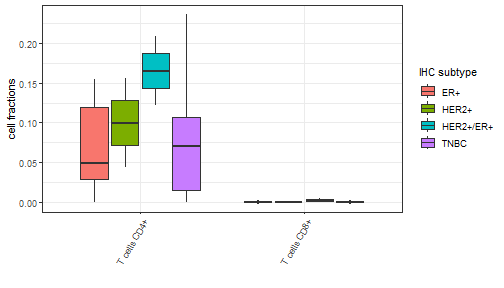 cell fractions
0.20
0.15
0.10
0.05
0.00
T cells CD4+
T cells CD8+
IHC subtype
ER+
HER2+
HER2+/ER+
TNBC